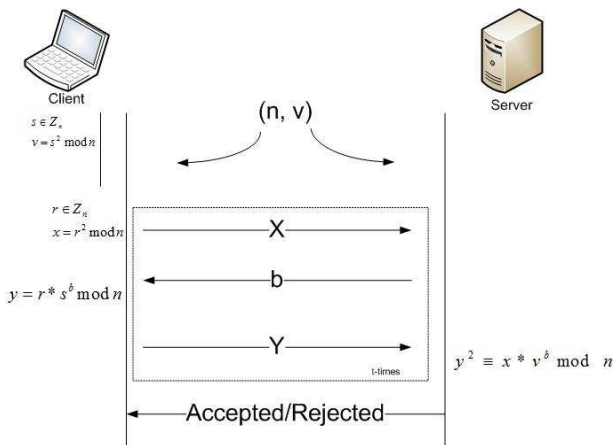 Client
Server
s ∈ Z_n
v = s^2 mod n
(n, v)
r ∈ Z_n
x = r^2 mod n
X
b
y = r * s^b mod n
Y
t-times
y^2 ≡ x * v^b mod n
Accepted/Rejected